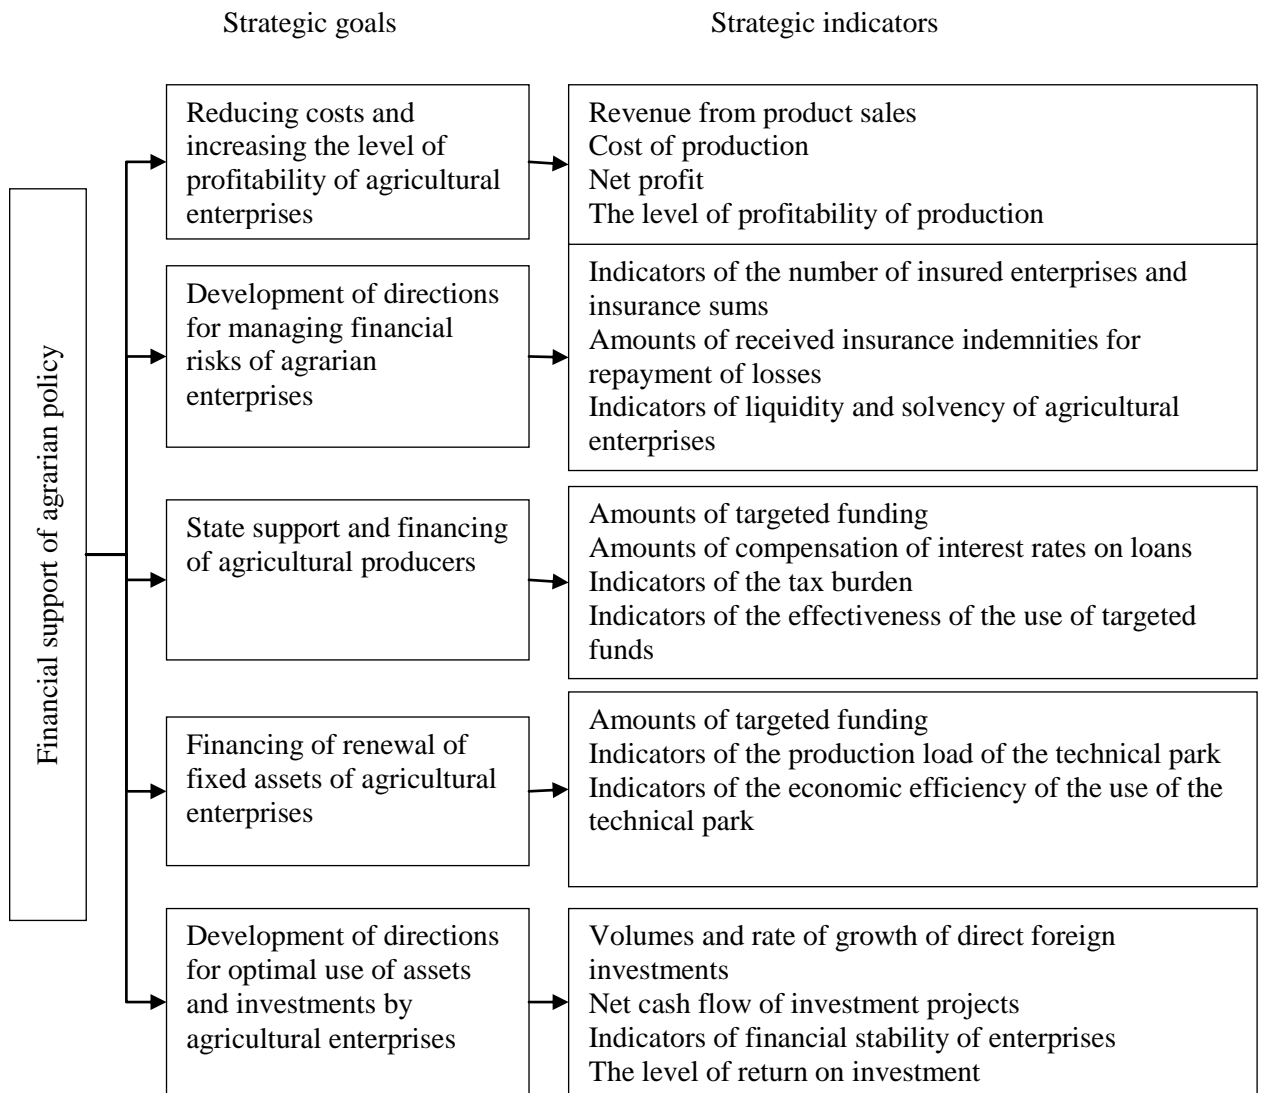 Strategic goals
Strategic indicators
Financial support of agrarian policy
Reducing costs and
increasing the level of
profitability of agricultural
enterprises
Revenue from product sales
Cost of production
Net profit
The level of profitability of production
Development of directions
for managing financial
risks of agrarian
enterprises
Indicators of the number of insured enterprises and
insurance sums
Amounts of received insurance indemnities for
repayment of losses
Indicators of liquidity and solvency of agricultural
enterprises
State support and financing
of agricultural producers
Amounts of targeted funding
Amounts of compensation of interest rates on loans
Indicators of the tax burden
Indicators of the effectiveness of the use of targeted
funds
Financing of renewal of
fixed assets of agricultural
enterprises
Amounts of targeted funding
Indicators of the production load of the technical park
Indicators of the economic efficiency of the use of the
technical park
Development of directions
for optimal use of assets
and investments by
agricultural enterprises
Volumes and rate of growth of direct foreign
investments
Net cash flow of investment projects
Indicators of financial stability of enterprises
The level of return on investment